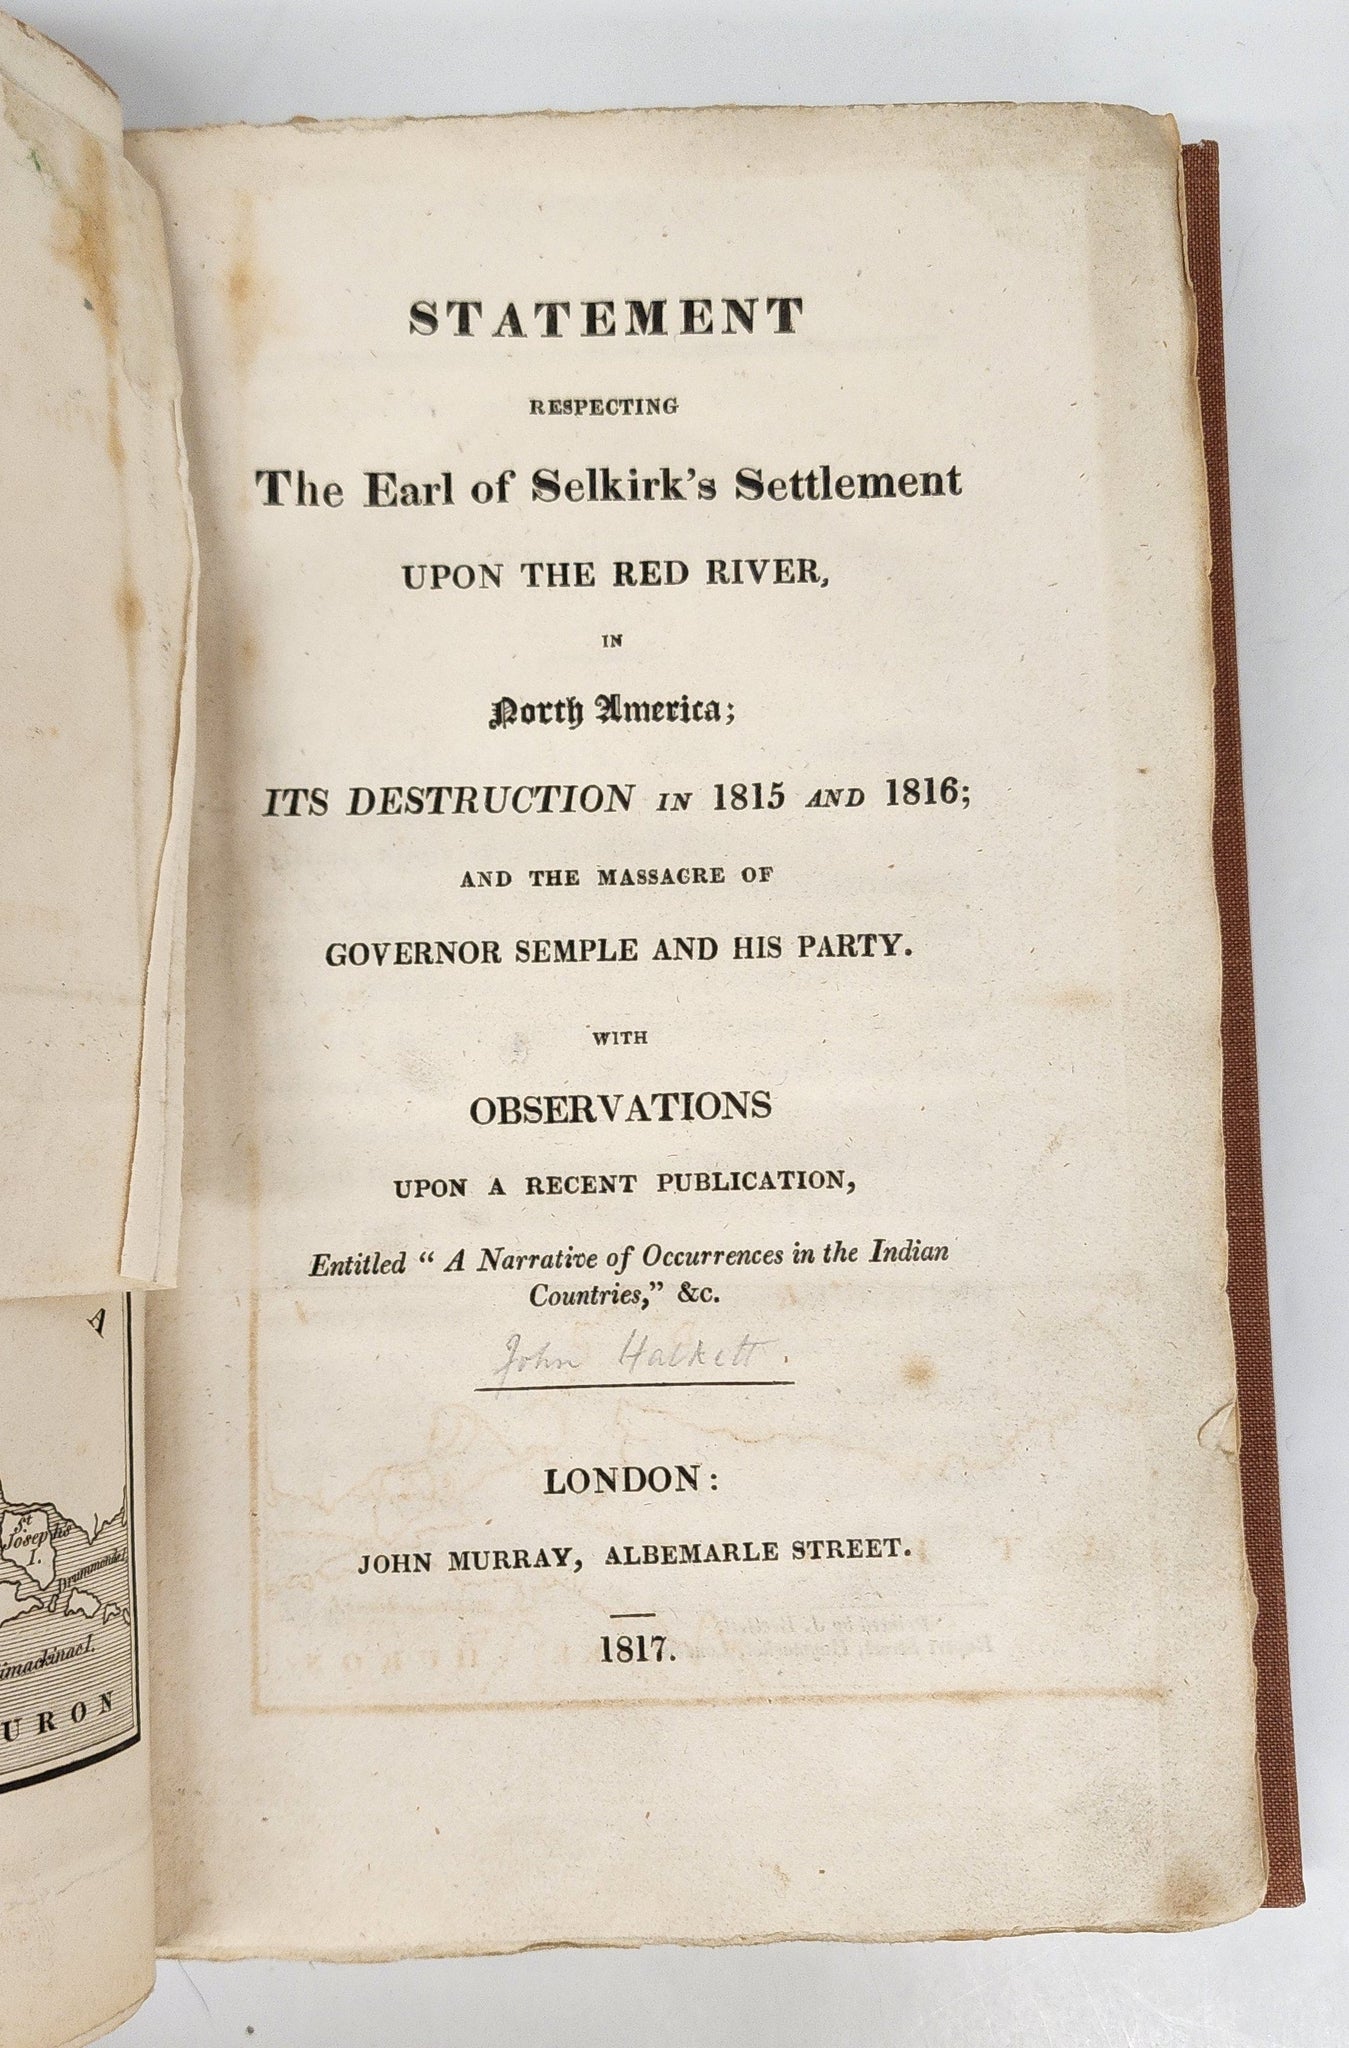 STATEMENT
RESPECTING
The Earl of Selkirk's Settlement
UPON THE RED RIVER,
IN
North America;
ITS DESTRUCTION IN 1815 AND 1816;
AND THE MASSACRE OF
GOVERNOR SEMPLE AND HIS PARTY.
WITH
OBSERVATIONS
UPON A RECENT PUBLICATION,
Entitled " A Narrative of Occurrences in the Indian
Countries," &c.
John Halkett.
LONDON:
JOHN MURRAY, ALBEMARLE STREET.
1817.
A
St
Joseph's
I.
Drummonds I.
imackinac I.
URON